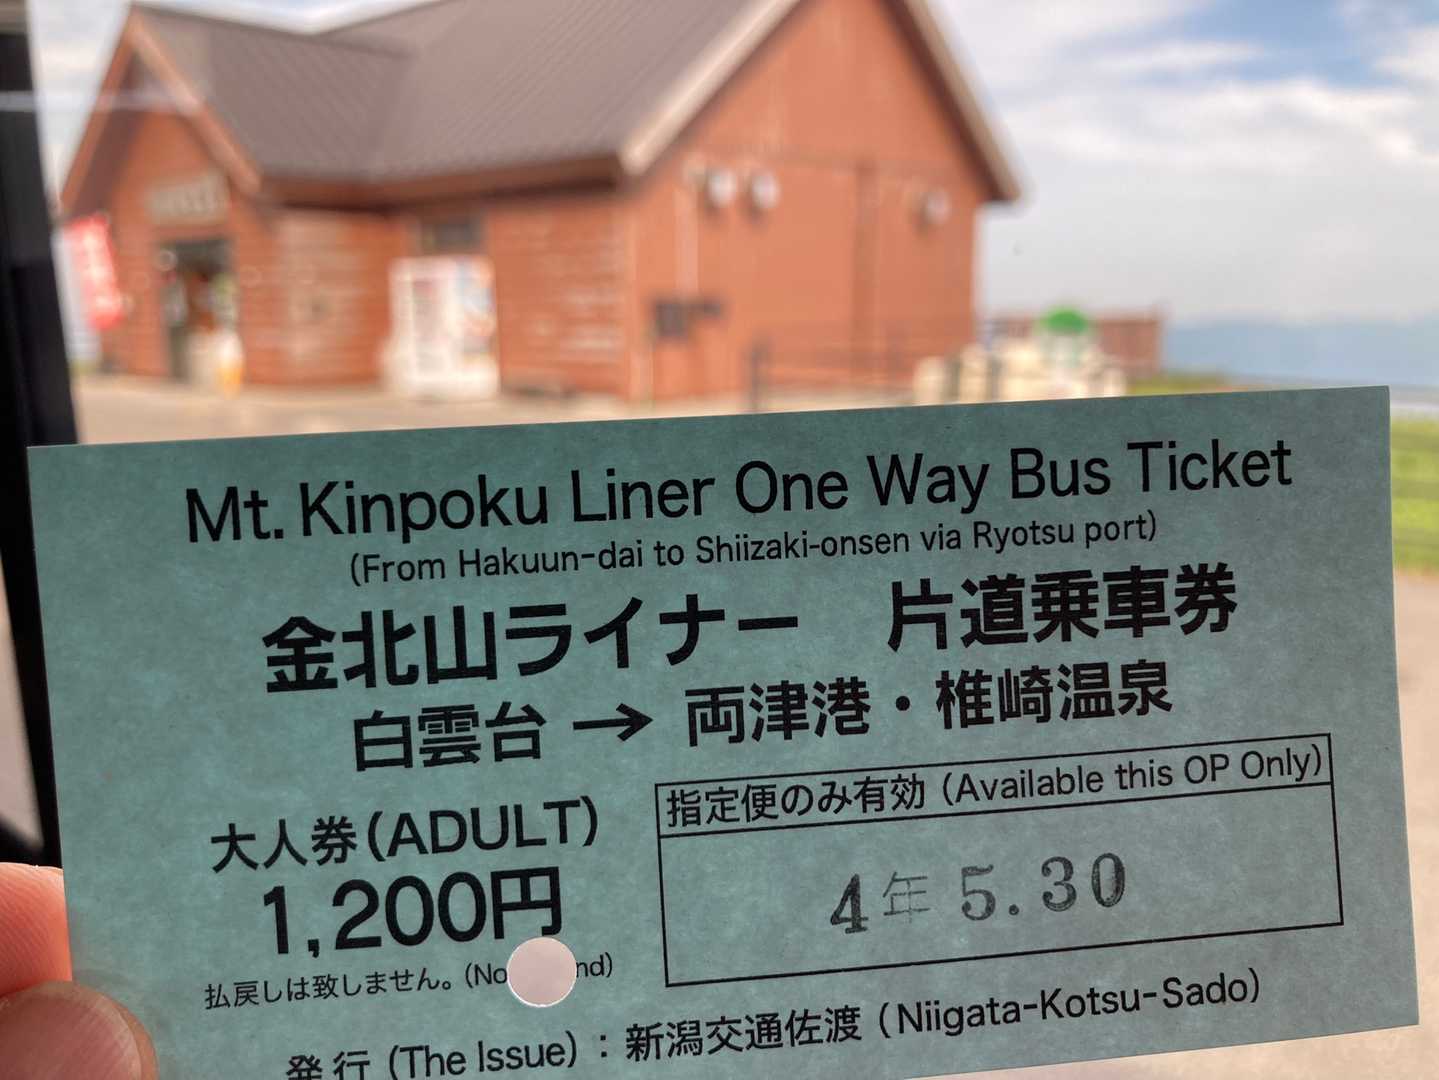 Mt. Kinpoku Liner One Way Bus Ticket
(From Hakuun-dai to Shiizaki-onsen via Ryotsu port)
金北山ライナー　片道乗車券
白雲台→両津港・椎崎温泉
大人券(ADULT)
1,200円
払戻しは致しません。(No
nd)
指定便のみ有効 (Available this OP Only)
4年 5.30
発行 (The Issue)：新潟交通佐渡 (Niigata-Kotsu-Sado)